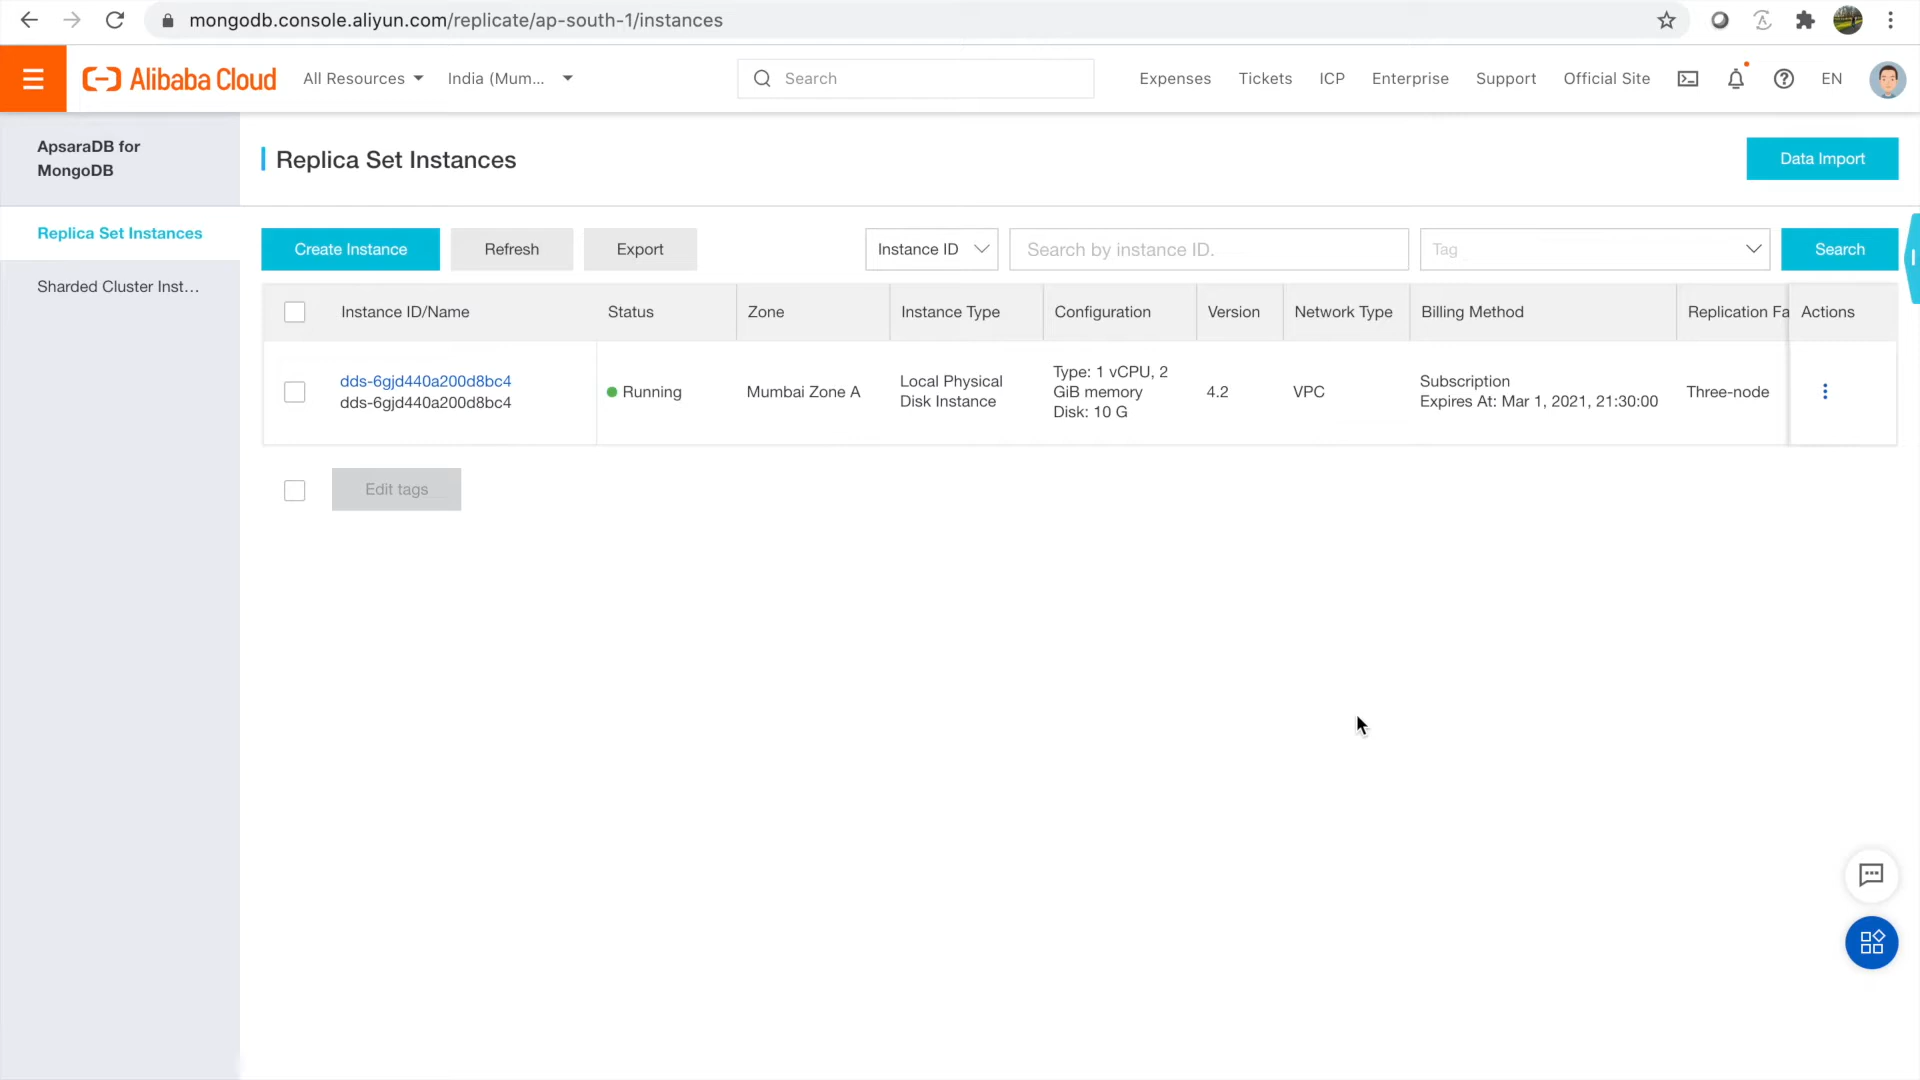 mongodb.console.aliyun.com/replicate/ap-south-1/instances
Alibaba Cloud
All Resources
India (Mum...
Search
Expenses
Tickets
ICP
Enterprise
Support
Official Site
EN
ApsaraDB for
MongoDB
Replica Set Instances
Sharded Cluster Inst...
Replica Set Instances
Data Import
Create Instance
Refresh
Export
Instance ID
Search by instance ID.
Tag
Search
Instance ID/Name
Status
Zone
Instance Type
Configuration
Version
Network Type
Billing Method
Replication Fa
Actions
dds-6gjd440a200d8bc4
dds-6gjd440a200d8bc4
Running
Mumbai Zone A
Local Physical
Disk Instance
Type: 1 vCPU, 2
GiB memory
Disk: 10 G
4.2
VPC
Subscription
Expires At: Mar 1, 2021, 21:30:00
Three-node
Edit tags